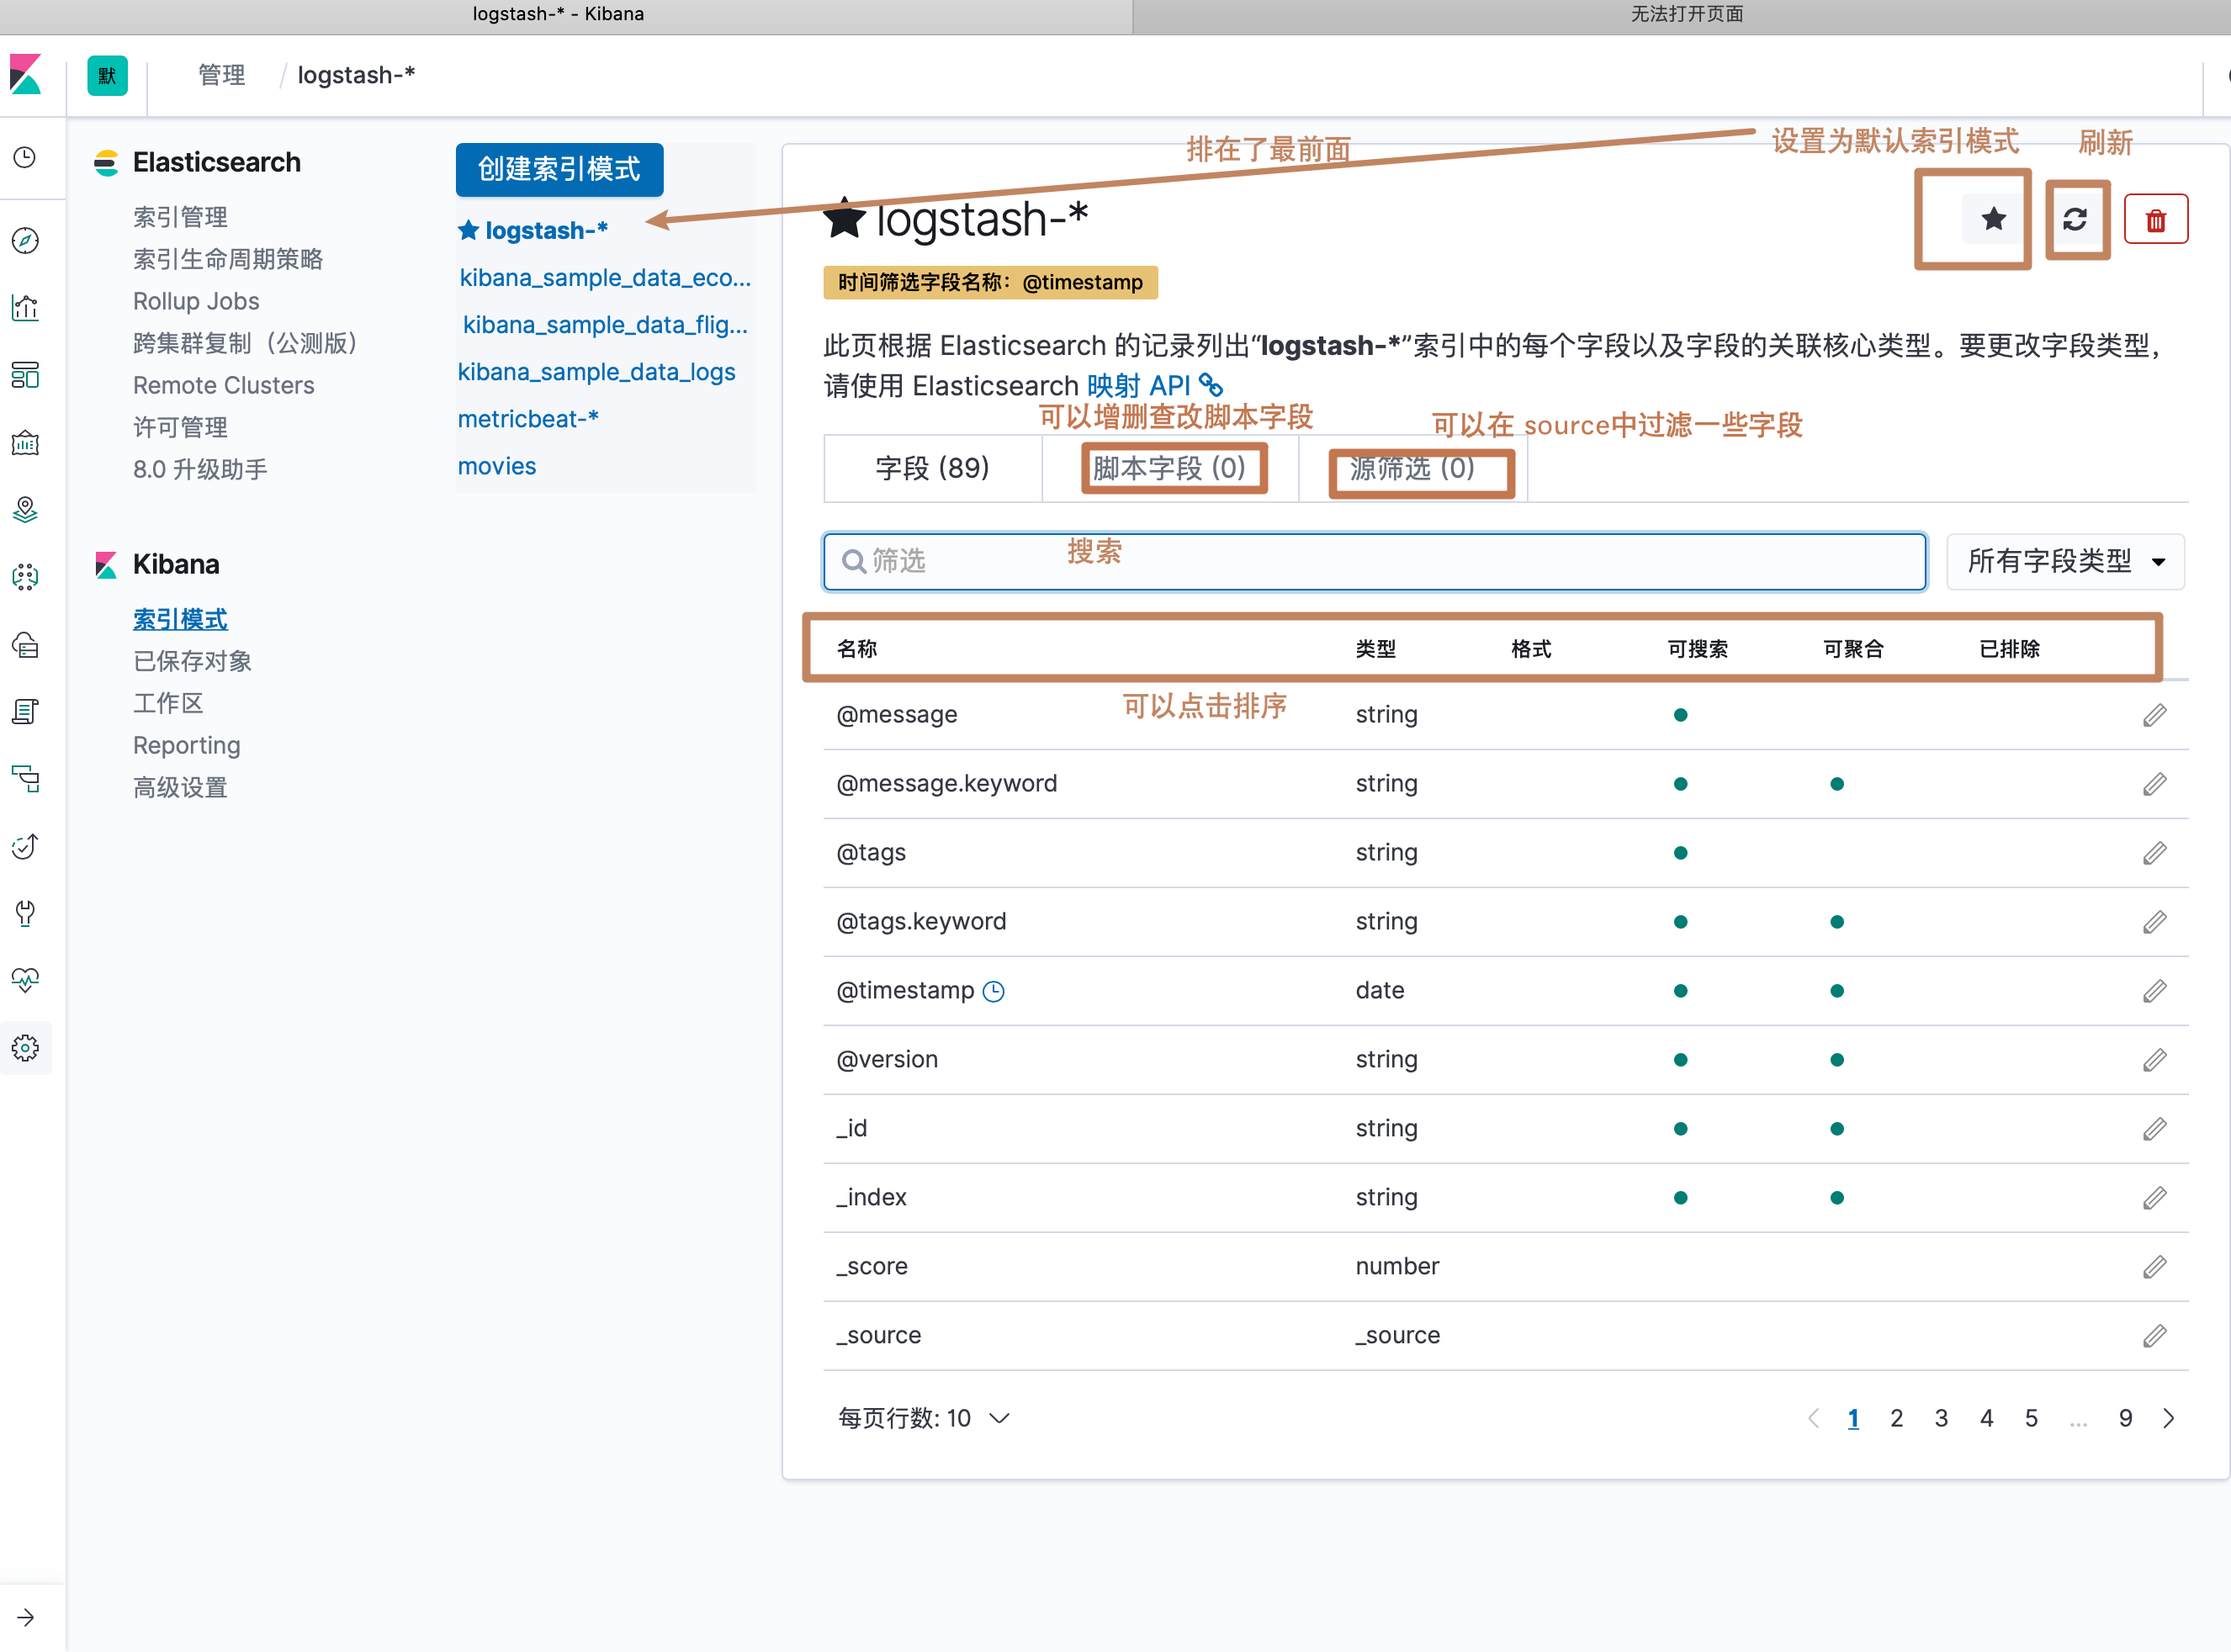 logstash-* - Kibana
无法打开页面
默
管理 / logstash-*
Elasticsearch
索引管理
索引生命周期策略
Rollup Jobs
跨集群复制（公测版）
Remote Clusters
许可管理
8.0 升级助手
Kibana
索引模式
已保存对象
工作区
Reporting
高级设置
创建索引模式
logstash-*
kibana_sample_data_eco...
kibana_sample_data_flig...
kibana_sample_data_logs
metricbeat-*
movies
排在了最前面
设置为默认索引模式
刷新
logstash-*
时间筛选字段名称：@timestamp
此页根据 Elasticsearch 的记录列出“logstash-*”索引中的每个字段以及字段的关联核心类型。要更改字段类型，
请使用 Elasticsearch 映射 API
可以增删查改脚本字段
可以在 source中过滤一些字段
字段 (89)
脚本字段 (0)
源筛选 (0)
筛选
搜索
所有字段类型
名称 类型 格式 可搜索 可聚合 已排除
可以点击排序
@message string
@message.keyword string
@tags string
@tags.keyword string
@timestamp date
@version string
_id string
_index string
_score number
_source _source
每页行数: 10
1 2 3 4 5 ... 9